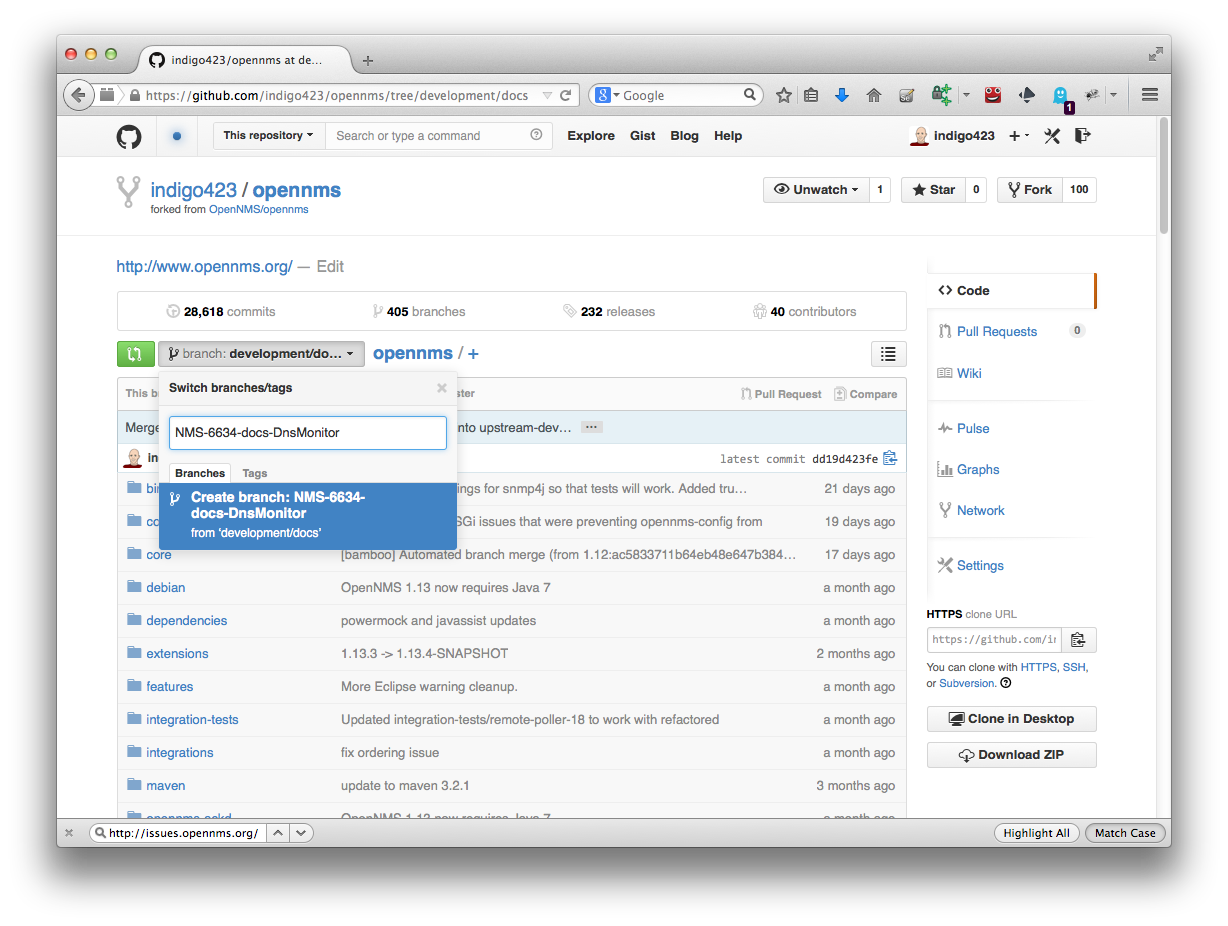 indigo423/opennms at de...
https://github.com/indigo423/opennms/tree/development/docs
Google
1
This repository
Search or type a command
Explore Gist Blog Help
indigo423
indigo423 / opennms
forked from OpenNMS/opennms
Unwatch 1
Star 0
Fork 100
http://www.opennms.org/ — Edit
28,618 commits
405 branches
232 releases
40 contributors
branch: development/do...
opennms / +
This
Pull Request
Compare
Switch branches/tags
NMS-6634-docs-DnsMonitor
Branches Tags
Create branch: NMS-6634-
docs-DnsMonitor
from 'development/docs'
Merge
upstream-dev…
latest commit dd19d423fe
for snmp4j so that tests will work. Added tru…
21 days ago
issues that were preventing opennms-config from
19 days ago
core [bamboo] Automated branch merge (from 1.12:ac5833711b64eb48e647b384… 17 days ago
debian OpenNMS 1.13 now requires Java 7 a month ago
dependencies powermock and javassist updates a month ago
extensions 1.13.3 -> 1.13.4-SNAPSHOT 2 months ago
features More Eclipse warning cleanup. a month ago
integration-tests Updated integration-tests/remote-poller-18 to work with refactored a month ago
integrations fix ordering issue a month ago
maven update to maven 3.2.1 3 months ago
OpenNMS 1.13 now requires Java 7 a month ago
Code
Pull Requests 0
Wiki
Pulse
Graphs
Network
Settings
HTTPS clone URL
https://github.com/
You can clone with HTTPS, SSH,
or Subversion.
Clone in Desktop
Download ZIP
http://issues.opennms.org/
Highlight All
Match Case